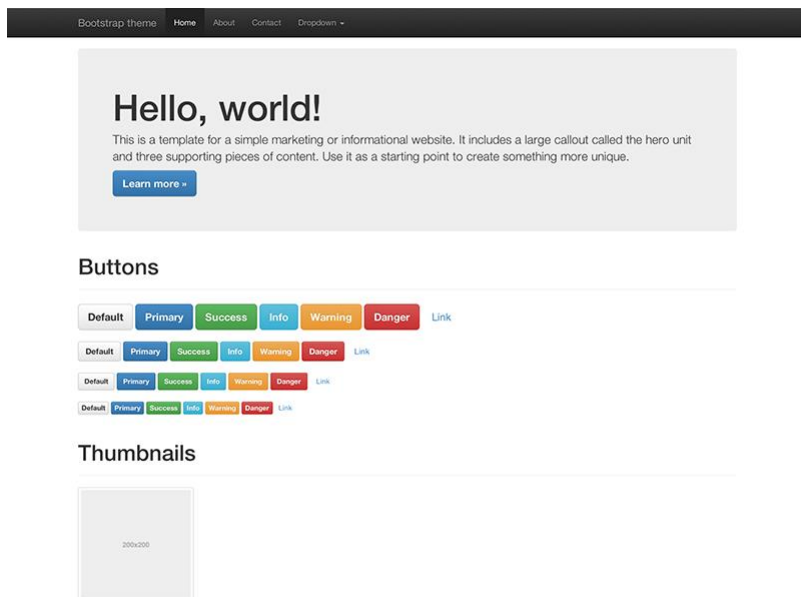 Bootstrap theme Home About Contact Dropdown
Hello, world!
This is a template for a simple marketing or informational website. It includes a large callout called the hero unit
and three supporting pieces of content. Use it as a starting point to create something more unique.
Learn more »
Buttons
Default Primary Success Info Warning Danger Link
Default Primary Success Info Warning Danger Link
Default Primary Success Info Warning Danger Link
Default Primary Success Info Warning Danger Link
Thumbnails
200x200